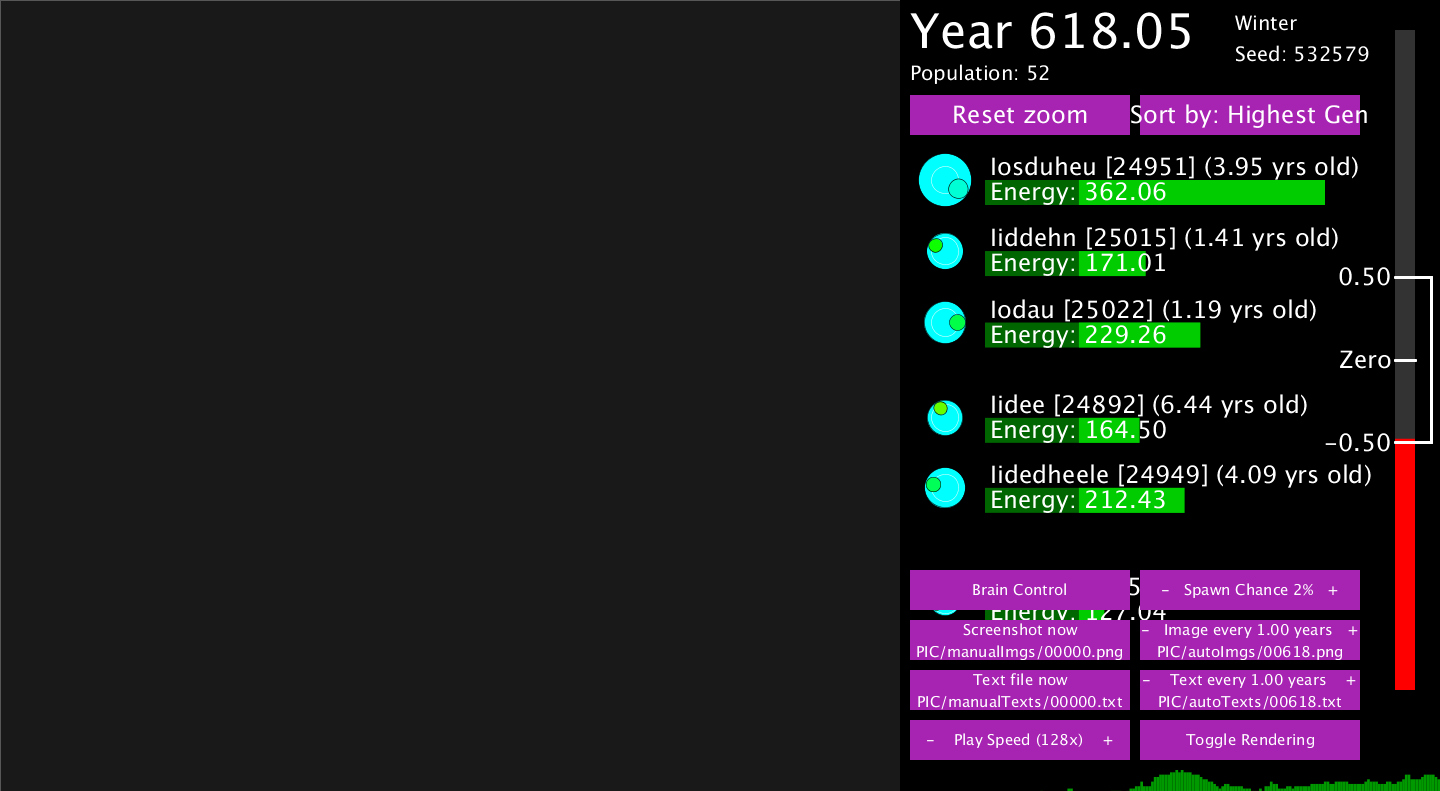 Year 618.05
Winter
Seed: 532579
Population: 52
Reset zoom
Sort by: Highest Gen
Iosduheu [24951] (3.95 yrs old)
Energy: 362.06
Iiddehn [25015] (1.41 yrs old)
Energy: 171.01
0.50
Iodau [25022] (1.19 yrs old)
Energy: 229.26
Zero
Iidee [24892] (6.44 yrs old)
Energy: 164.50
-0.50
Iidedheele [24949] (4.09 yrs old)
Energy: 212.43
Brain Control
- Spawn Chance 2% +
Energy: 127.04
Screenshot now
PIC/manualImgs/00000.png
- Image every 1.00 years +
PIC/autoImgs/00618.png
Text file now
PIC/manualTexts/00000.txt
- Text every 1.00 years +
PIC/autoTexts/00618.txt
- Play Speed (128x) +
Toggle Rendering